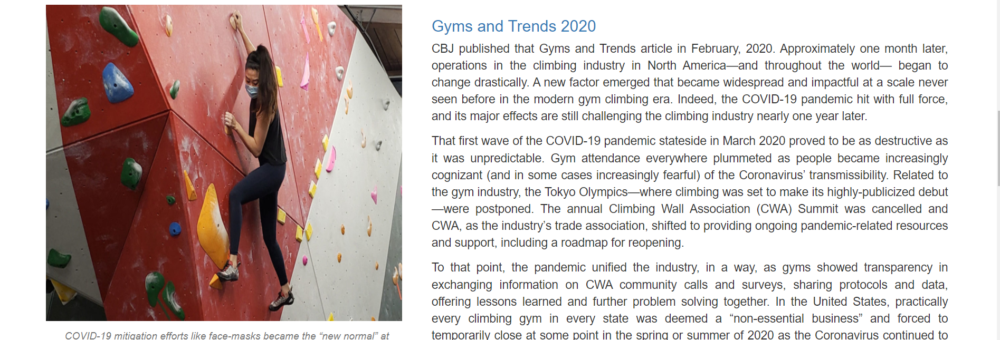 Gyms and Trends 2020
CBJ published that Gyms and Trends article in February, 2020. Approximately one month later,
operations in the climbing industry in North America—and throughout the world— began to
change drastically. A new factor emerged that became widespread and impactful at a scale never
seen before in the modern gym climbing era. Indeed, the COVID-19 pandemic hit with full force,
and its major effects are still challenging the climbing industry nearly one year later.
That first wave of the COVID-19 pandemic stateside in March 2020 proved to be as destructive as
it was unpredictable. Gym attendance everywhere plummeted as people became increasingly
cognizant (and in some cases increasingly fearful) of the Coronavirus’ transmissibility. Related to
the gym industry, the Tokyo Olympics—where climbing was set to make its highly-publicized debut
—were postponed. The annual Climbing Wall Association (CWA) Summit was cancelled and
CWA, as the industry’s trade association, shifted to providing ongoing pandemic-related resources
and support, including a roadmap for reopening.
To that point, the pandemic unified the industry, in a way, as gyms showed transparency in
exchanging information on CWA community calls and surveys, sharing protocols and data,
offering lessons learned and further problem solving together. In the United States, practically
every climbing gym in every state was deemed a “non-essential business” and forced to
temporarily close at some point in the spring or summer of 2020 as the Coronavirus continued to
COVID-19 mitigation efforts like face-masks became the “new normal” at